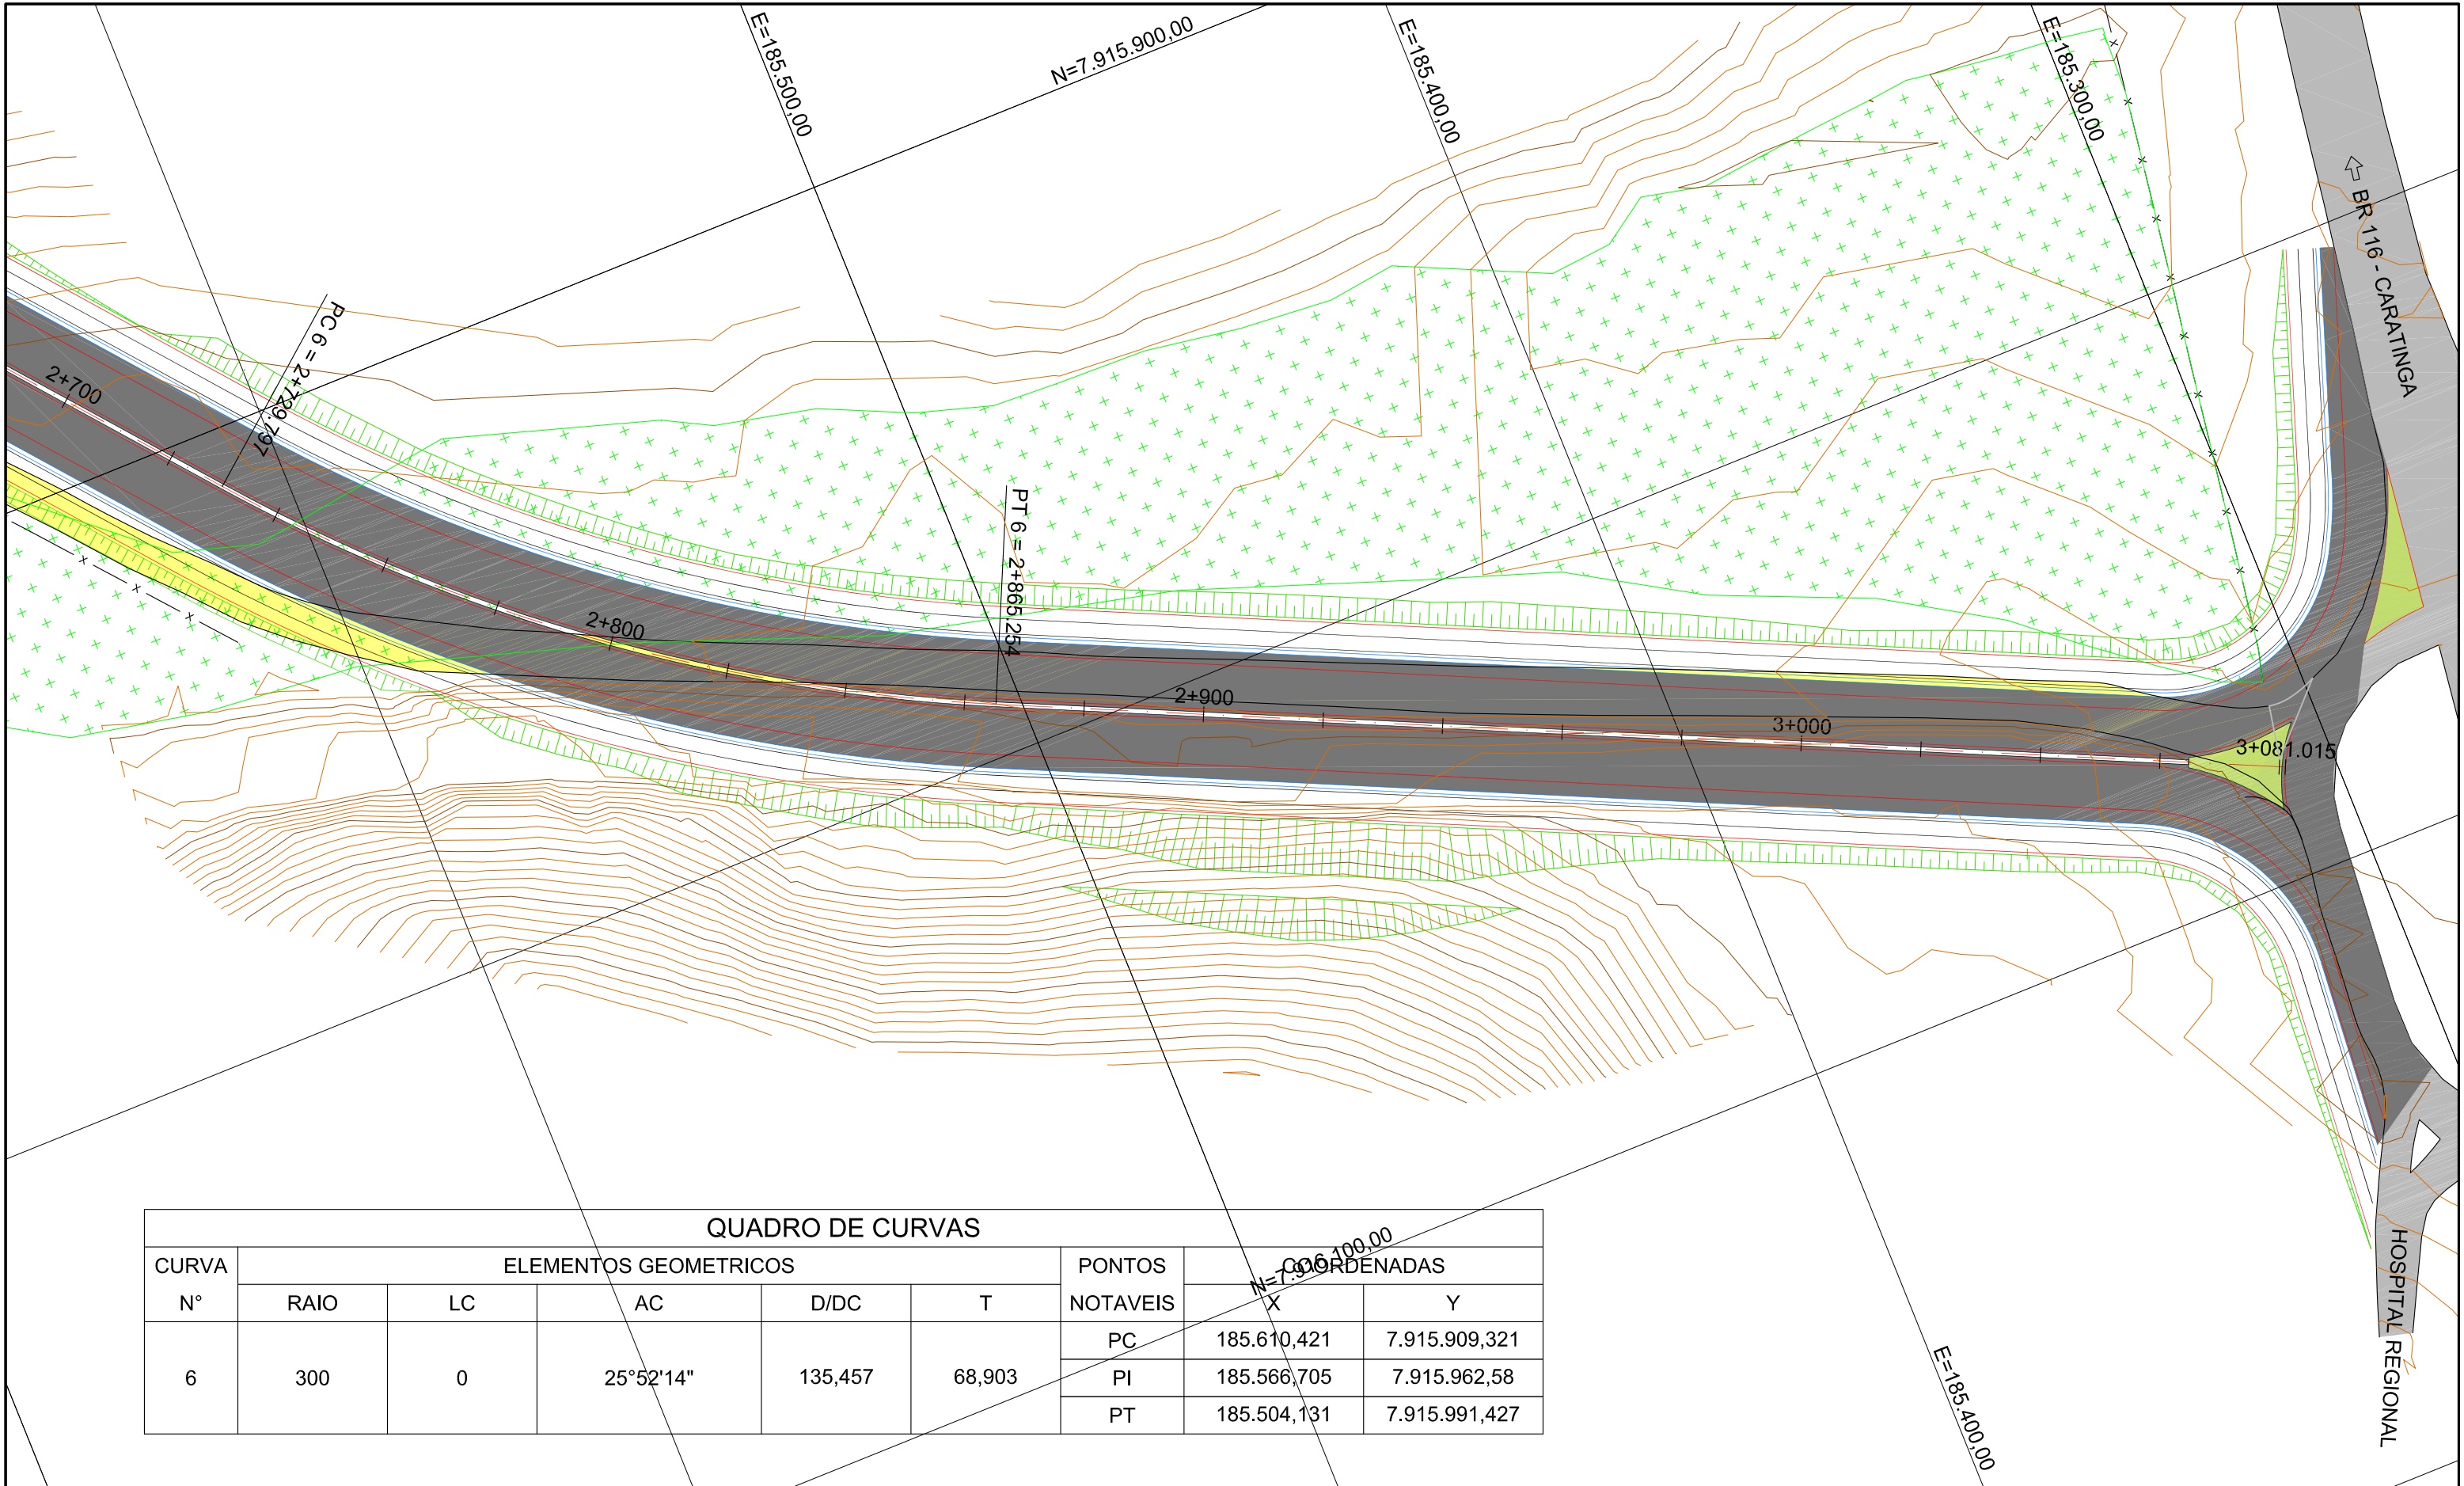 E=185.500,00
N=7.915.900,00
E=185.400,00
E=185.300,00
BR 116 - CARATINGA
PC 6 = 2+729.797
2+700
PT 6 = 2+865.254
2+800
2+900
3+000
3+081.015
QUADRO DE CURVAS
CURVA N° ELEMENTOS GEOMETRICOS PONTOS NOTAVEIS COORDENADAS
RAIO LC AC D/DC T X Y
6 300 0 25°52'14" 135,457 68,903
PC 185.610,421 7.915.909,321
PI 185.566,705 7.915.962,58
PT 185.504,131 7.915.991,427
N=7.916.100,00
E=185.400,00
HOSPITAL REGIONAL